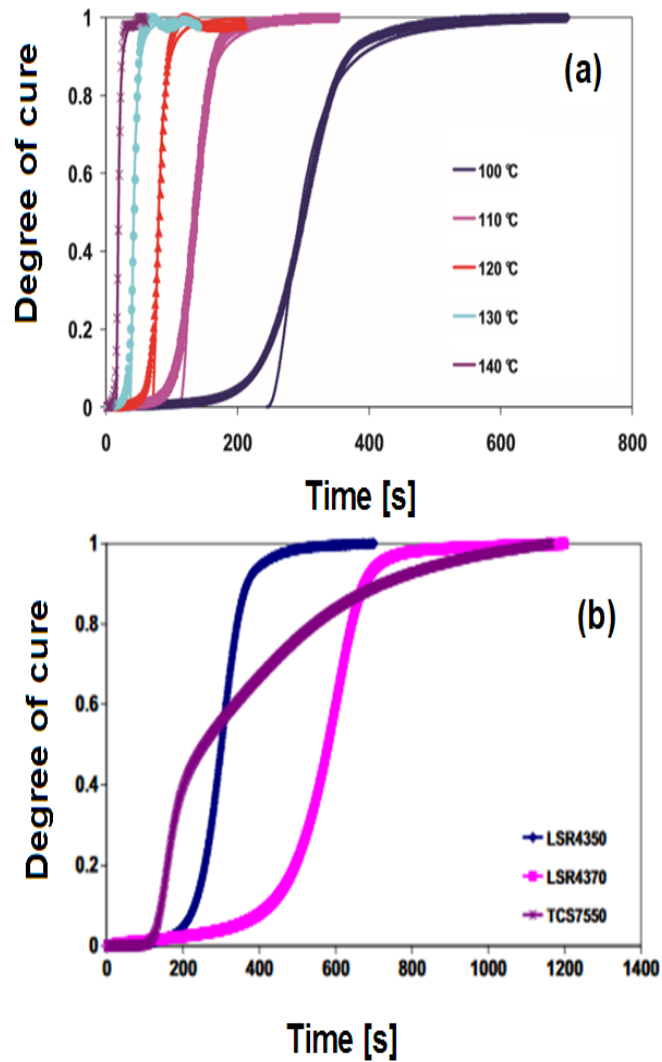 1
(a)
0.8
0.6
0.4
0.2
0
Degree of cure
100 °C
110 °C
120 °C
130 °C
140 °C
0 200 400 600 800
Time [s]
1
(b)
0.8
0.6
0.4
0.2
0
Degree of cure
LSR4350
LSR4370
TCS7550
0 200 400 600 800 1000 1200 1400
Time [s]